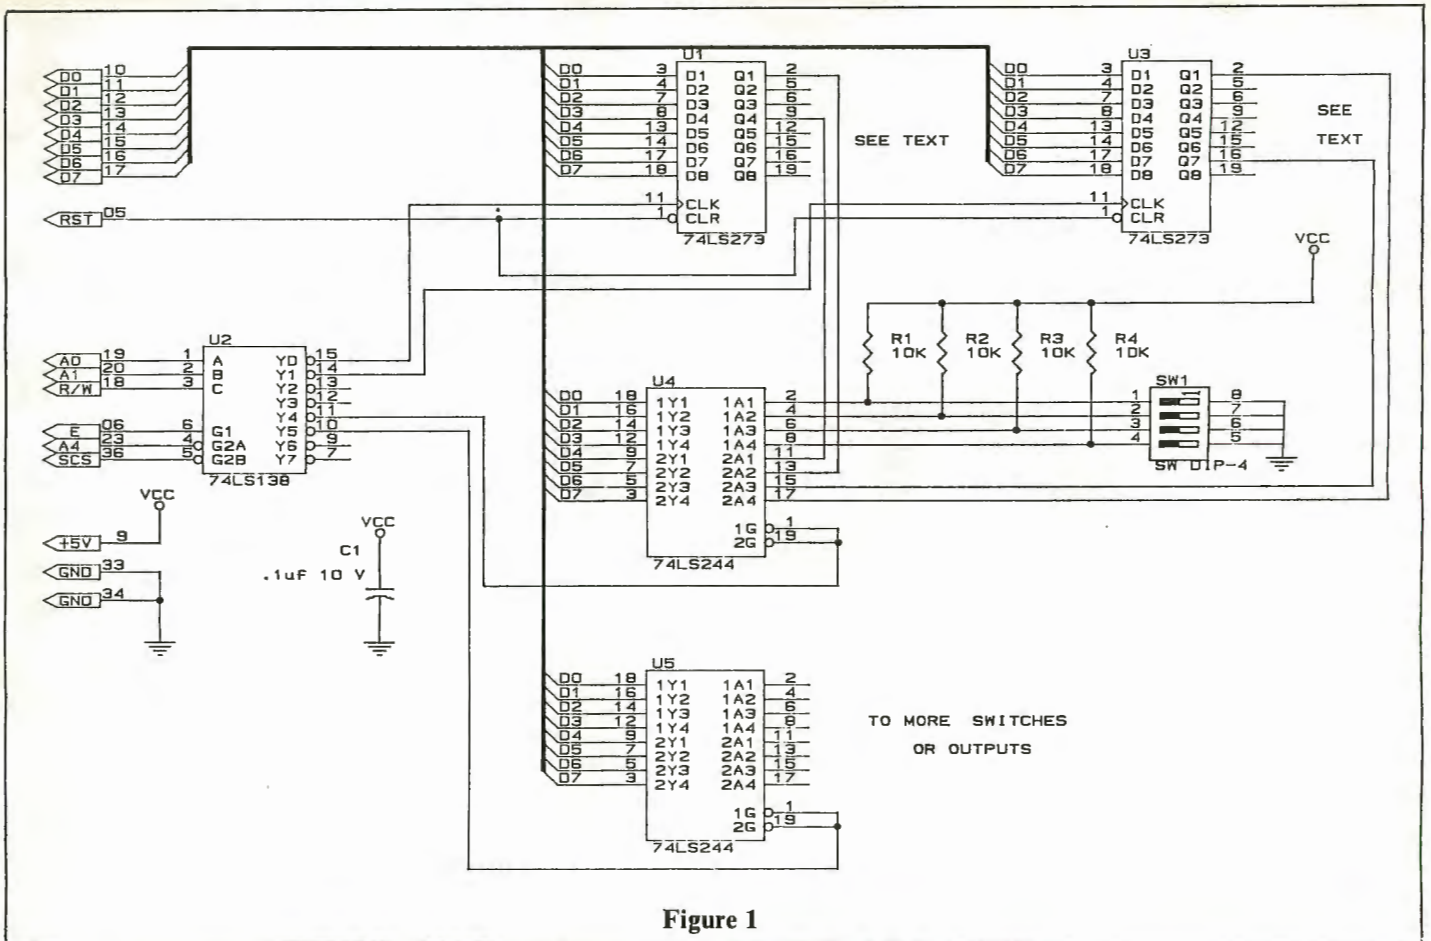 D0 10
D1 11
D2 12
D3 13
D4 14
D5 15
D6 16
D7 17
RST 05
U1
D0 3 D1 Q1 2
D1 4 D2 Q2 5
D2 7 D3 Q3 6
D3 8 D4 Q4 9
D4 13 D5 Q5 12
D5 14 D6 Q6 15
D6 17 D7 Q7 16
D7 18 D8 Q8 19
11 CLK
1 CLR
74LS273
SEE TEXT
U3
D0 3 D1 Q1 2
D1 4 D2 Q2 5
D2 7 D3 Q3 6
D3 8 D4 Q4 9
D4 13 D5 Q5 12
D5 14 D6 Q6 15
D6 17 D7 Q7 16
D7 18 D8 Q8 19
11 CLK
1 CLR
74LS273
SEE
TEXT
VCC
U2
A0 19 1 A Y0 15
A1 20 2 B Y1 14
R/W 18 3 C Y2 13
Y3 12
Y4 11
E 06 6 G1 Y5 10
A4 23 4 G2A Y6 9
SCS 36 5 G2B Y7 7
74LS138
R1 10K
R2 10K
R3 10K
R4 10K
U4
D0 18 1Y1 1A1 2
D1 16 1Y2 1A2 4
D2 14 1Y3 1A3 6
D3 12 1Y4 1A4 8
D4 9 2Y1 2A1 11
D5 7 2Y2 2A2 13
D6 5 2Y3 2A3 15
D7 3 2Y4 2A4 17
1G 1
2G 19
74LS244
SW1
1 8
2 7
3 6
4 5
SW DIP-4
VCC
+5V 9
GND 33
GND 34
VCC
C1
.1uF 10 V
U5
D0 18 1Y1 1A1 2
D1 16 1Y2 1A2 4
D2 14 1Y3 1A3 6
D3 12 1Y4 1A4 8
D4 9 2Y1 2A1 11
D5 7 2Y2 2A2 13
D6 5 2Y3 2A3 15
D7 3 2Y4 2A4 17
1G 1
2G 19
74LS244
TO MORE SWITCHES
OR OUTPUTS
Figure 1